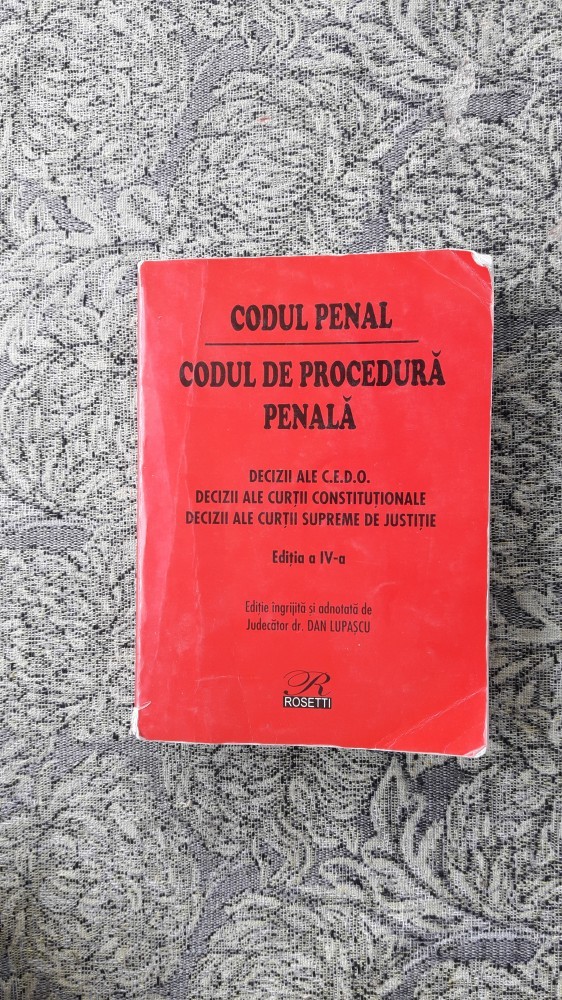 CODUL PENAL
CODUL DE PROCEDURĂ
PENALĂ
DECIZII ALE C.E.D.O.
DECIZII ALE CURȚII CONSTITUȚIONALE
DECIZII ALE CURȚII SUPREME DE JUSTIȚIE
Ediția a IV-a
Ediție îngrijită și adnotată de
Judecător dr. DAN LUPAȘCU
R
ROSETTI